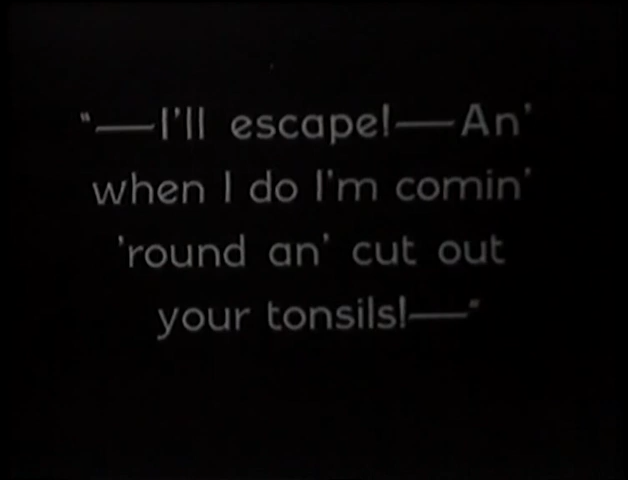 "—I'll escape!—An'
when I do I'm comin'
'round an' cut out
your tonsils!—"